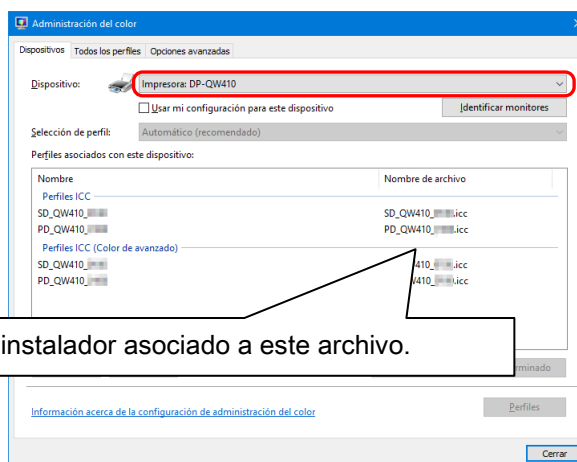 Administración del color
Dispositivos Todos los perfiles Opciones avanzadas
Dispositivo: Impresora: DP-QW410
Usar mi configuración para este dispositivo Identificar monitores
Selección de perfil: Automático (recomendado)
Perfiles asociados con este dispositivo:
Nombre Nombre de archivo
Perfiles ICC
SD_QW410_ SD_QW410_ .icc
PD_QW410_ PD_QW410_ .icc
Perfiles ICC (Color de avanzado)
SD_QW410_ 410_ .icc
PD_QW410_ 410_ .icc
instalador asociado a este archivo.
rminado
Información acerca de la configuración de administración del color Perfiles
Cerrar